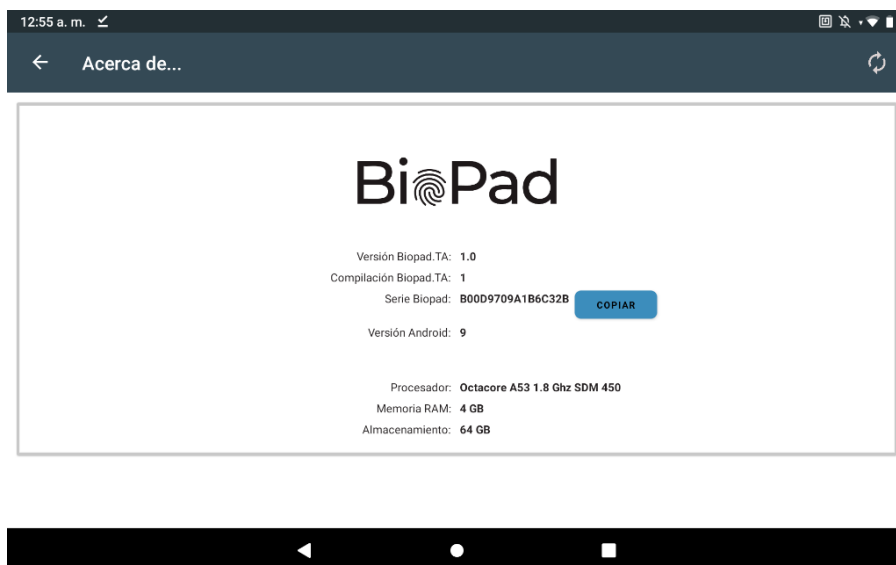 12:55 a. m.
Acerca de...
BioPad
Versión Biopad.TA: 1.0
Compilación Biopad.TA: 1
Serie Biopad: B00D9709A1B6C32B COPIAR
Versión Android: 9
Procesador: Octacore A53 1.8 Ghz SDM 450
Memoria RAM: 4 GB
Almacenamiento: 64 GB